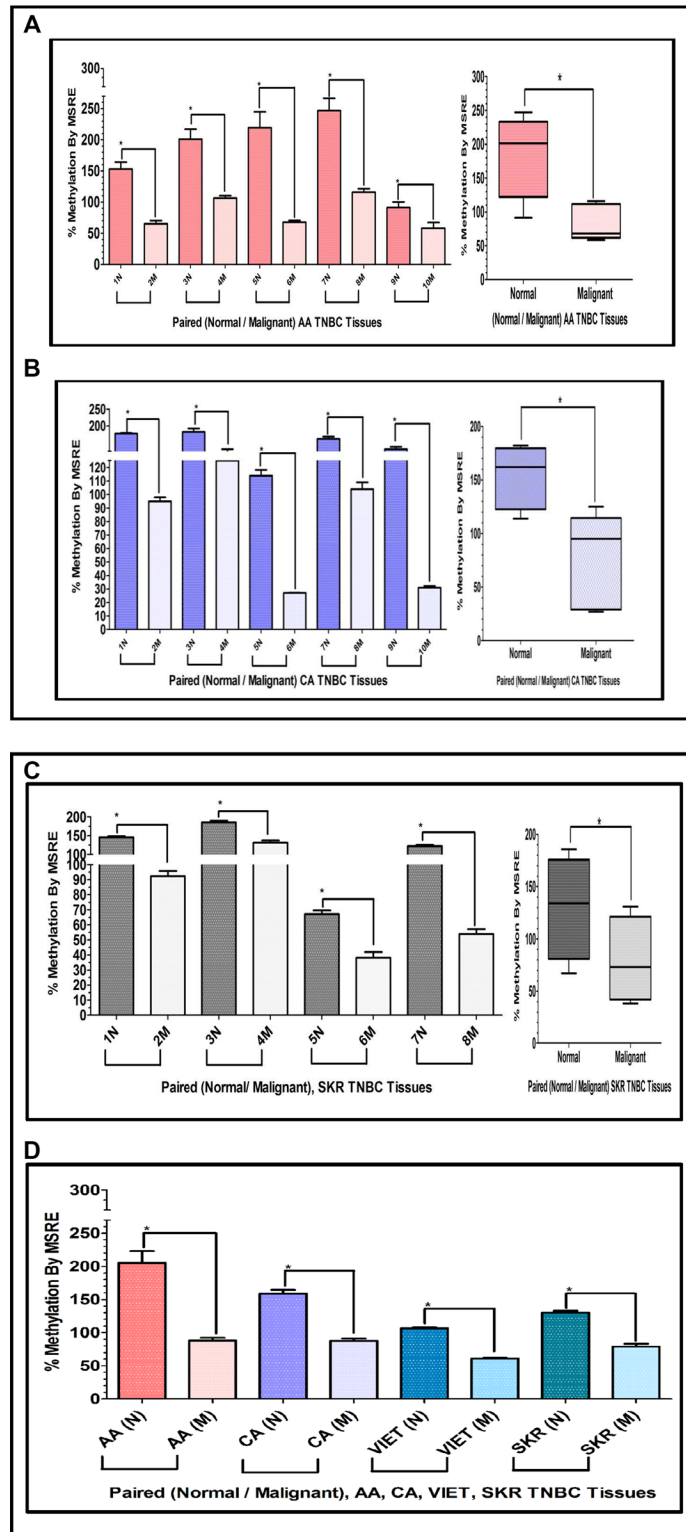 A
% Methylation By MSRE
300
250
200
150
100
50
0
* * * * *
1N 2M 3N 4M 5N 6M 7N 8M 9N 10M
Paired (Normal / Malignant) AA TNBC Tissues
% Methylation By MSRE
300
250
200
150
100
50
0
*
Normal Malignant
(Normal / Malignant) AA TNBC Tissues
B
% Methylation By MSRE
250
200
150
120
110
100
90
80
70
60
50
40
30
20
10
0
* * * * *
1N 2M 3N 4M 5N 6M 7N 8M 9N 10M
Paired (Normal / Malignant) CA TNBC Tissues
% Methylation By MSRE
200
150
100
50
0
*
Normal Malignant
Paired (Normal / Malignant) CA TNBC Tissues
C
% Methylation By MSRE
200
150
100
100
90
80
70
60
50
40
30
20
10
0
* * * *
1N 2M 3N 4M 5N 6M 7N 8M
Paired (Normal/ Malignant), SKR TNBC Tissues
% Methylation By MSRE
200
150
100
50
0
*
Normal Malignant
Paired (Normal / Malignant) SKR TNBC Tissues
D
% Methylation By MSRE
300
250
200
150
100
50
0
* * * *
AA (N) AA (M) CA (N) CA (M) VIET (N) VIET (M) SKR (N) SKR (M)
Paired (Normal / Malignant), AA, CA, VIET, SKR TNBC Tissues